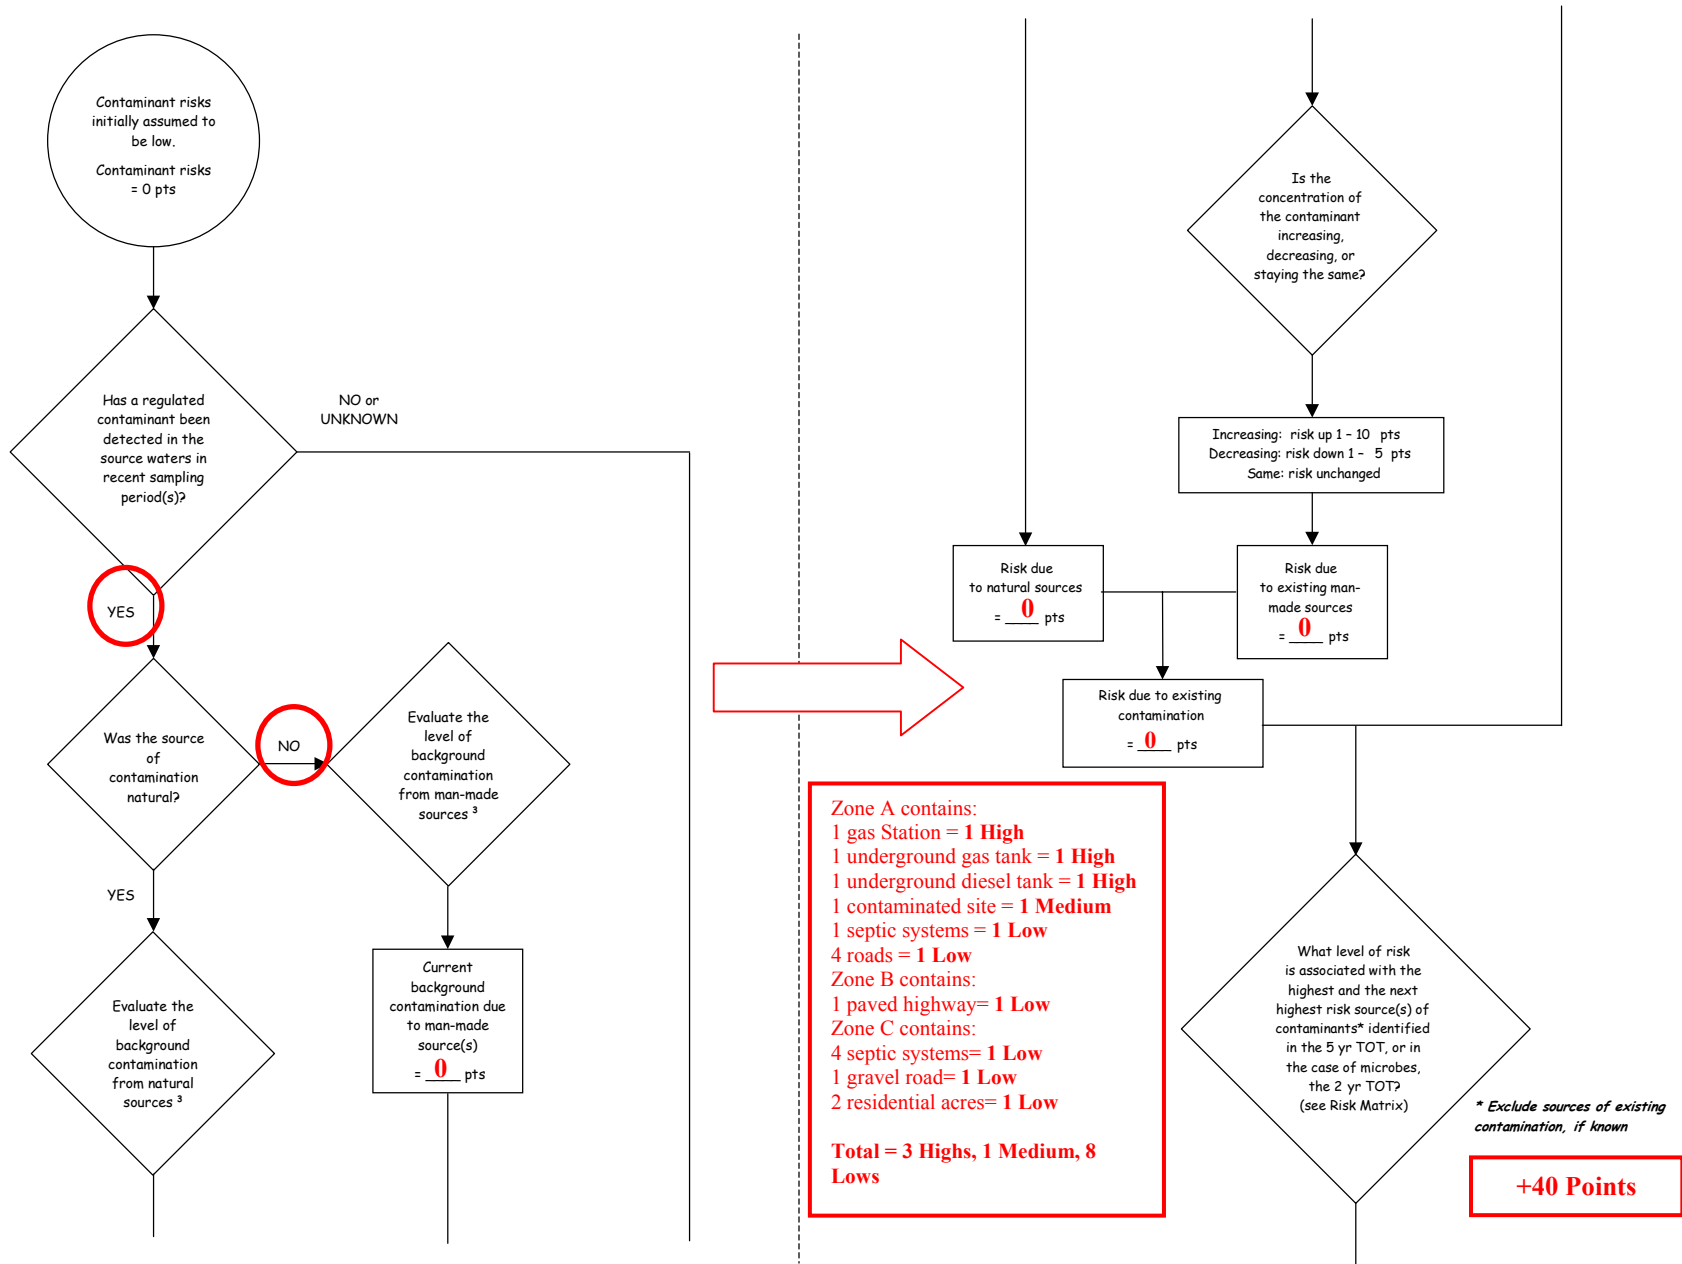 Contaminant risks
initially assumed to
be low.
Contaminant risks
= 0 pts
Has a regulated
contaminant been
detected in the
source waters in
recent sampling
period(s)?
NO or
UNKNOWN
YES
Was the source
of
contamination
natural?
NO
Evaluate the
level of
background
contamination
from man-made
sources ³
YES
Evaluate the
level of
background
contamination
from natural
sources ³
Current
background
contamination due
to man-made
source(s)
= 0 pts
Is the
concentration of
the contaminant
increasing,
decreasing, or
staying the same?
Increasing: risk up 1 – 10 pts
Decreasing: risk down 1 – 5 pts
Same: risk unchanged
Risk due
to natural sources
= 0 pts
Risk due
to existing man-
made sources
= 0 pts
Risk due to existing
contamination
= 0 pts
Zone A contains:
1 gas Station = 1 High
1 underground gas tank = 1 High
1 underground diesel tank = 1 High
1 contaminated site = 1 Medium
1 septic systems = 1 Low
4 roads = 1 Low
Zone B contains:
1 paved highway= 1 Low
Zone C contains:
4 septic systems= 1 Low
1 gravel road= 1 Low
2 residential acres= 1 Low
Total = 3 Highs, 1 Medium, 8
Lows
What level of risk
is associated with the
highest and the next
highest risk source(s) of
contaminants* identified
in the 5 yr TOT, or in
the case of microbes,
the 2 yr TOT?
(see Risk Matrix)
* Exclude sources of existing
contamination, if known
+40 Points